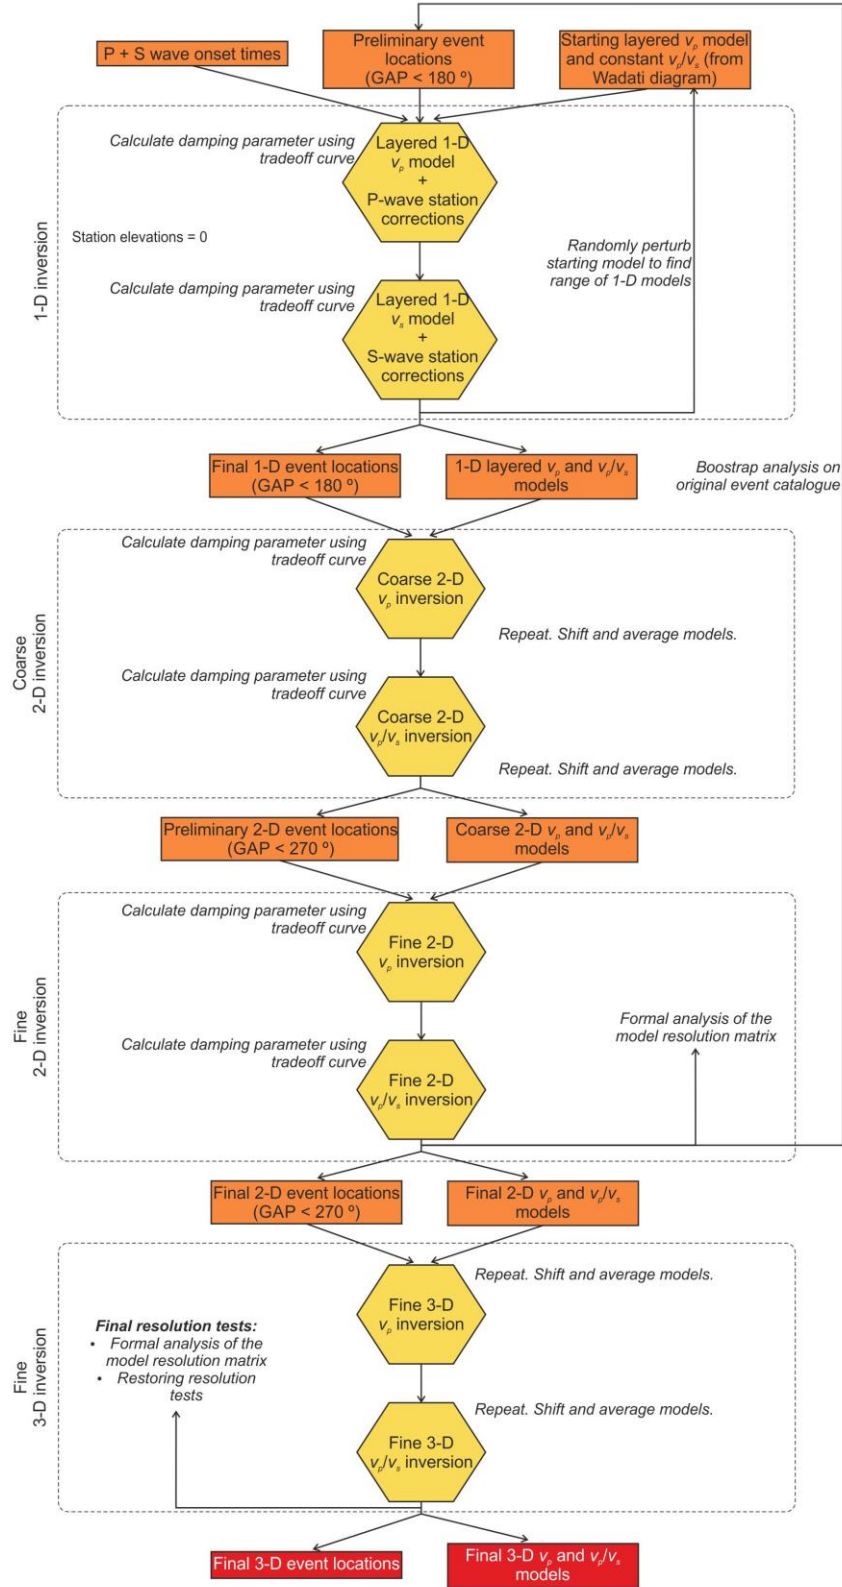 P + S wave onset times
Preliminary event
locations
(GAP < 180 º)
Starting layered vp model
and constant vp/vs (from
Wadati diagram)
1-D inversion
Calculate damping parameter using
tradeoff curve
Layered 1-D
vp model
+
P-wave station
corrections
Station elevations = 0
Randomly perturb
starting model to find
range of 1-D models
Calculate damping parameter using
tradeoff curve
Layered 1-D
vs model
+
S-wave station
corrections
Final 1-D event locations
(GAP < 180 º)
1-D layered vp and vp/vs
models
Boostrap analysis on
original event catalogue
Coarse
2-D inversion
Calculate damping parameter using
tradeoff curve
Coarse 2-D
vp inversion
Repeat. Shift and average models.
Calculate damping parameter using
tradeoff curve
Coarse 2-D
vp/vs inversion
Repeat. Shift and average models.
Preliminary 2-D event locations
(GAP < 270 º)
Coarse 2-D vp and vp/vs
models
Fine
2-D inversion
Calculate damping parameter using
tradeoff curve
Fine 2-D
vp inversion
Formal analysis of the
model resolution matrix
Calculate damping parameter using
tradeoff curve
Fine 2-D
vp/vs inversion
Final 2-D event locations
(GAP < 270 º)
Final 2-D vp and vp/vs
models
Fine
3-D inversion
Repeat. Shift and average models.
Fine 3-D
vp inversion
Final resolution tests:
• Formal analysis of the
model resolution matrix
• Restoring resolution
tests
Repeat. Shift and average models.
Fine 3-D
vp/vs inversion
Final 3-D event locations
Final 3-D vp and vp/vs
models